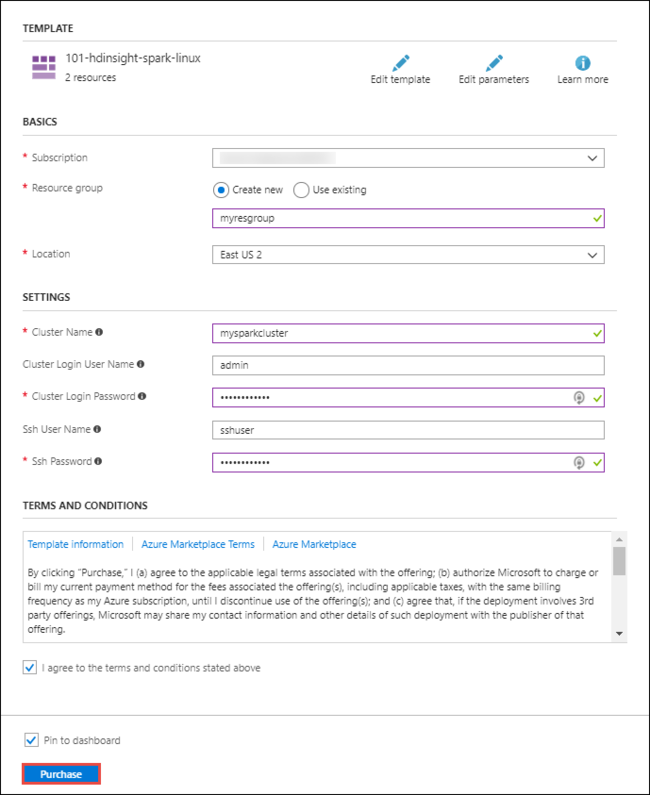 TEMPLATE
101-hdinsight-spark-linux
2 resources
Edit template
Edit parameters
Learn more
BASICS
* Subscription
* Resource group
Create new
Use existing
myresgroup
* Location
East US 2
SETTINGS
* Cluster Name
mysparkcluster
Cluster Login User Name
admin
* Cluster Login Password
••••••••••••
Ssh User Name
sshuser
* Ssh Password
••••••••••••
TERMS AND CONDITIONS
Template information | Azure Marketplace Terms | Azure Marketplace
By clicking "Purchase," I (a) agree to the applicable legal terms associated with the offering; (b) authorize Microsoft to charge or
bill my current payment method for the fees associated the offering(s), including applicable taxes, with the same billing
frequency as my Azure subscription, until I discontinue use of the offering(s); and (c) agree that, if the deployment involves 3rd
party offerings, Microsoft may share my contact information and other details of such deployment with the publisher of that
offering.
I agree to the terms and conditions stated above
Pin to dashboard
Purchase